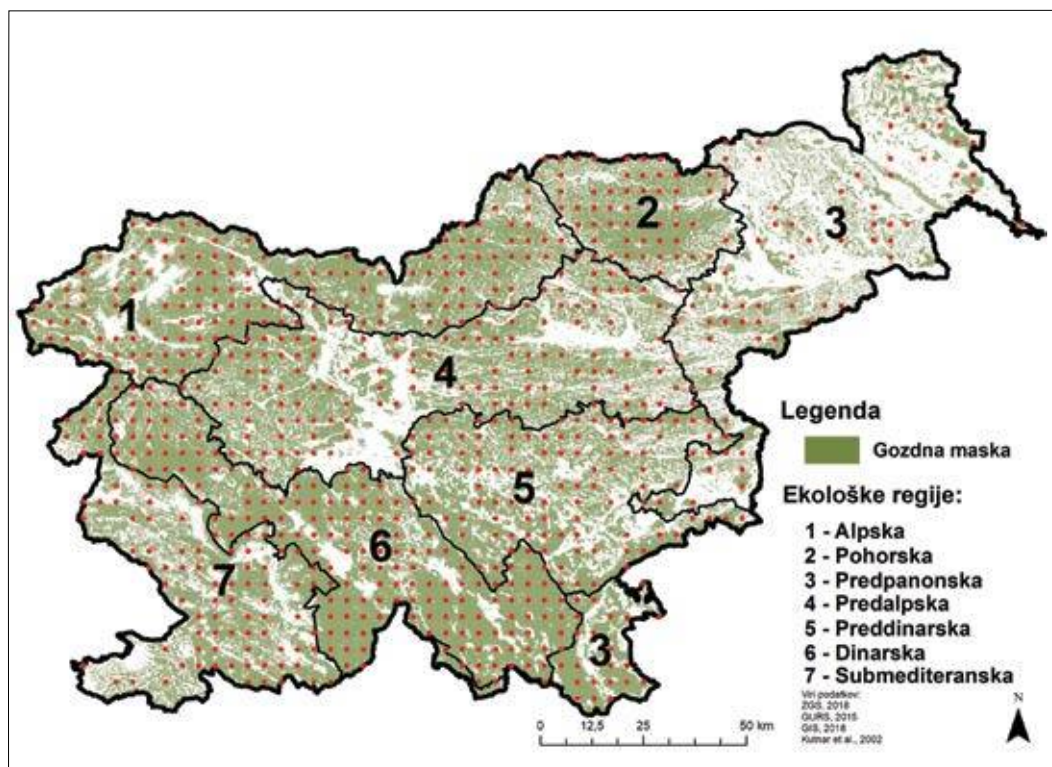 1
2
3
4
5
6
7
3
Legenda
Gozdna maska
Ekološke regije:
1 - Alpska
2 - Pohorska
3 - Predpanonska
4 - Predalpska
5 - Preddinarska
6 - Dinarska
7 - Submediteranska
Viri podatkov:
ZGS, 2018
GURS, 2015
GIS, 2018
Kutnar et al., 2002
N
0 12,5 25 50 km